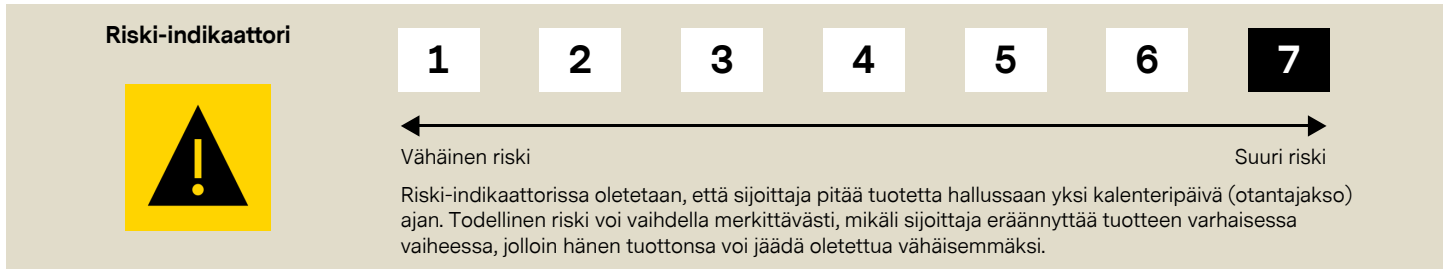 Riski-indikaattori
1 2 3 4 5 6 7
Vähäinen riski Suuri riski
Riski-indikaattorissa oletetaan, että sijoittaja pitää tuotetta hallussaan yksi kalenteripäivä (otantajakso)
ajan. Todellinen riski voi vaihdella merkittävästi, mikäli sijoittaja eräännyttää tuotteen varhaisessa
vaiheessa, jolloin hänen tuottonsa voi jäädä oletettua vähäisemmäksi.